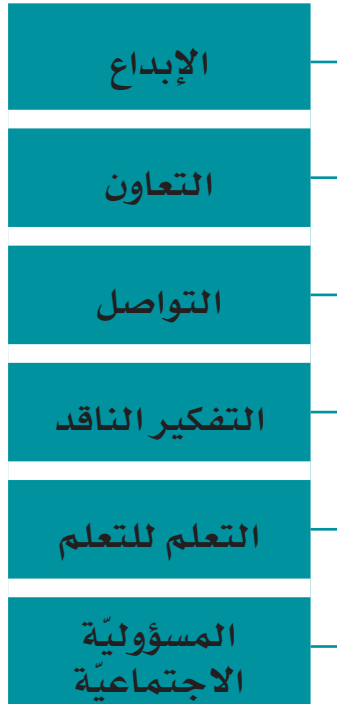 الإبداع
التعاون
التواصل
التفكير الناقد
التعلم للتعلم
المسؤوليّة
الاجتماعيّة